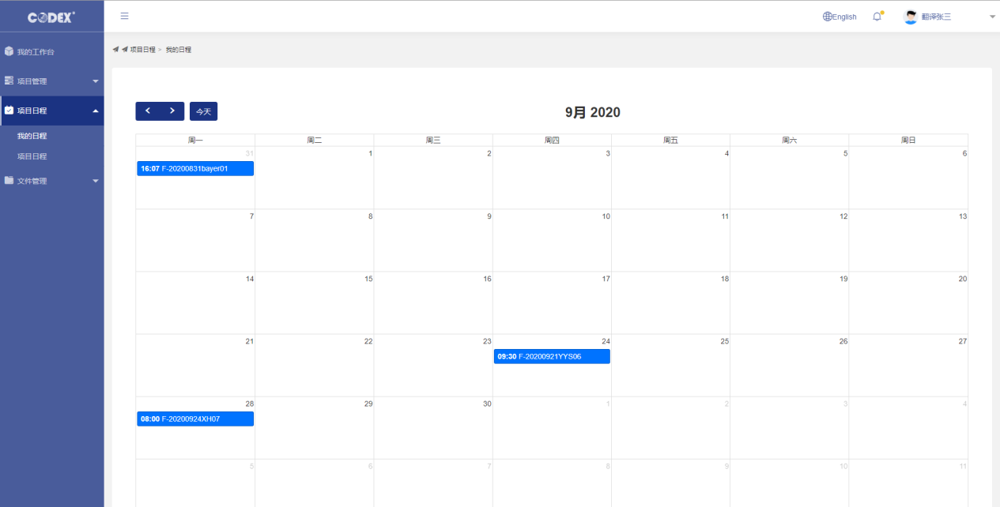 CODEX
English
翻译张三
我的工作台
项目管理
项目日程
我的日程
项目日程
文件管理
项目日程 > 我的日程
今天
9月 2020
周一 周二 周三 周四 周五 周六 周日
31 1 2 3 4 5 6
16:07 F-20200831bayer01
7 8 9 10 11 12 13
14 15 16 17 18 19 20
21 22 23 24 25 26 27
09:30 F-20200921YYS06
28 29 30 1 2 3 4
08:00 F-20200924XH07
5 6 7 8 9 10 11